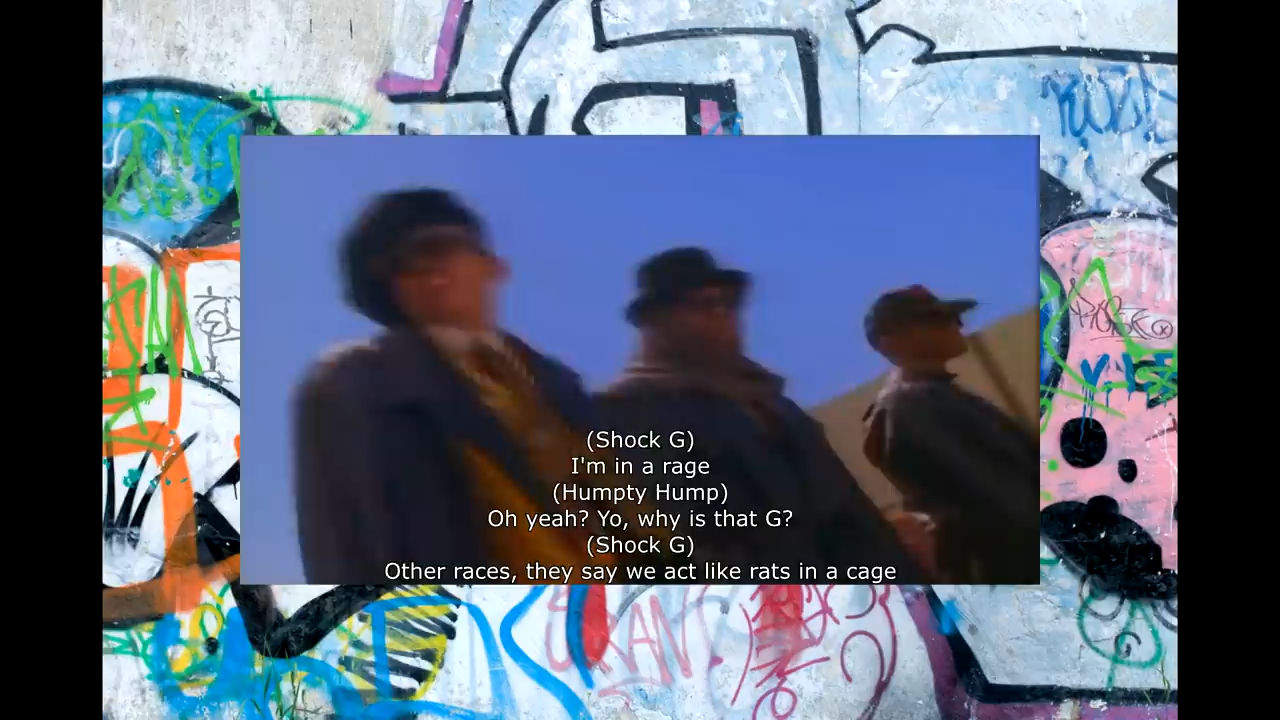 (Shock G)
I'm in a rage
(Humpty Hump)
Oh yeah? Yo, why is that G?
(Shock G)
Other races, they say we act like rats in a cage